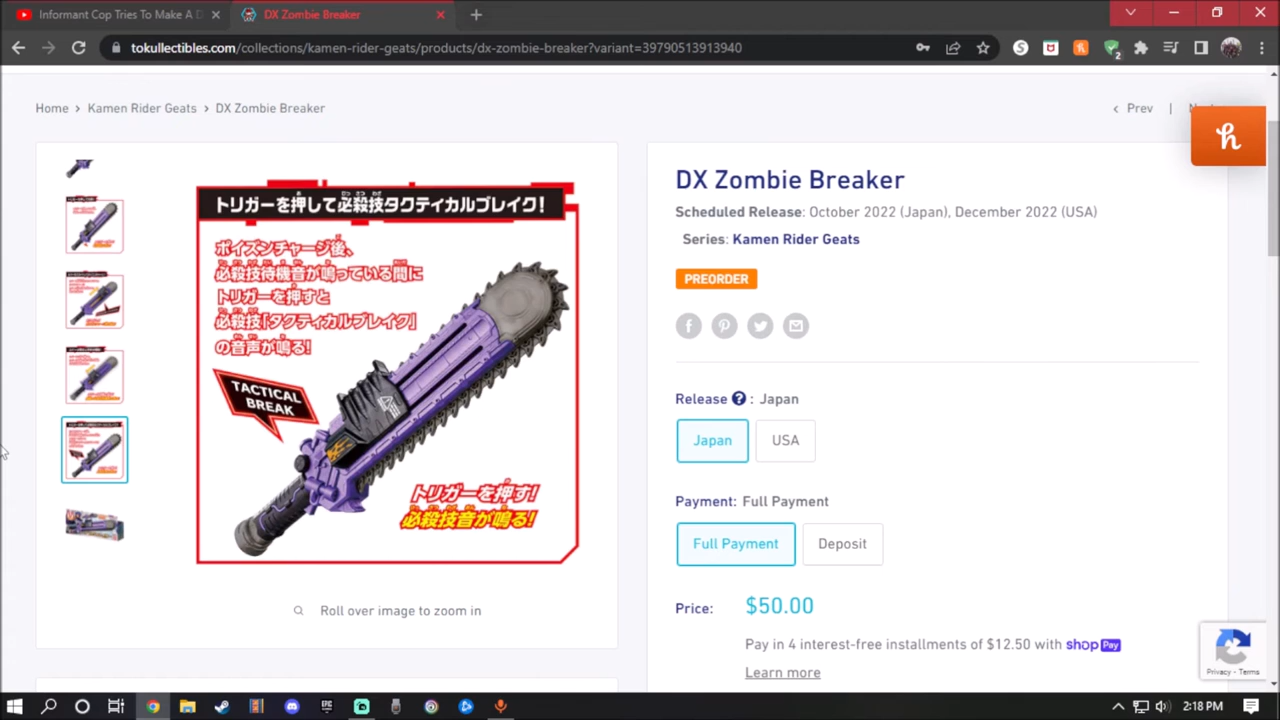 Informant Cop Tries To Make A D
DX Zombie Breaker
tokullectibles.com/collections/kamen-rider-geats/products/dx-zombie-breaker?variant=39790513913940
2
Home > Kamen Rider Geats > DX Zombie Breaker
< Prev |
h
トリガーを押して必殺技タクティカルブレイク!
ポイズンチャージ後、
必殺技待機音が鳴っている間に
トリガーを押すと
必殺技「タクティカルブレイク」
の音声が鳴る!
TACTICAL
BREAK
トリガーを押す!
必殺技音が鳴る!
Roll over image to zoom in
DX Zombie Breaker
Scheduled Release: October 2022 (Japan), December 2022 (USA)
Series: Kamen Rider Geats
PREORDER
Release ? : Japan
Japan USA
Payment: Full Payment
Full Payment Deposit
Price: $50.00
Pay in 4 interest-free installments of $12.50 with shop Pay
Learn more
Privacy - Terms
2:18 PM